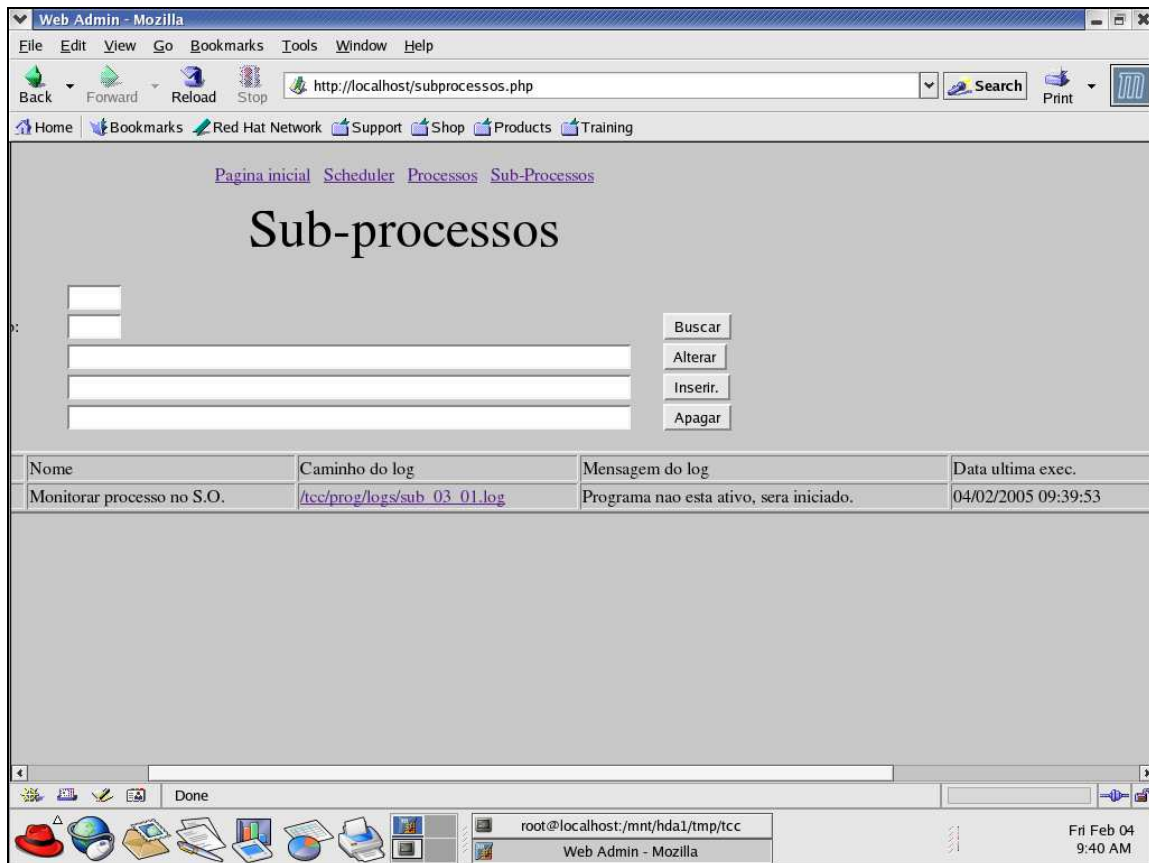 Web Admin - Mozilla
File Edit View Go Bookmarks Tools Window Help
Back Forward Reload Stop http://localhost/subprocessos.php Search Print
Home Bookmarks Red Hat Network Support Shop Products Training
Pagina inicial Scheduler Processos Sub-Processos
Sub-processos
o:
Buscar
Alterar
Inserir.
Apagar
Nome Caminho do log Mensagem do log Data ultima exec.
Monitorar processo no S.O. /tcc/prog/logs/sub_03_01.log Programa nao esta ativo, sera iniciado. 04/02/2005 09:39:53
Done
root@localhost:/mnt/hda1/tmp/tcc
Web Admin - Mozilla
Fri Feb 04
9:40 AM